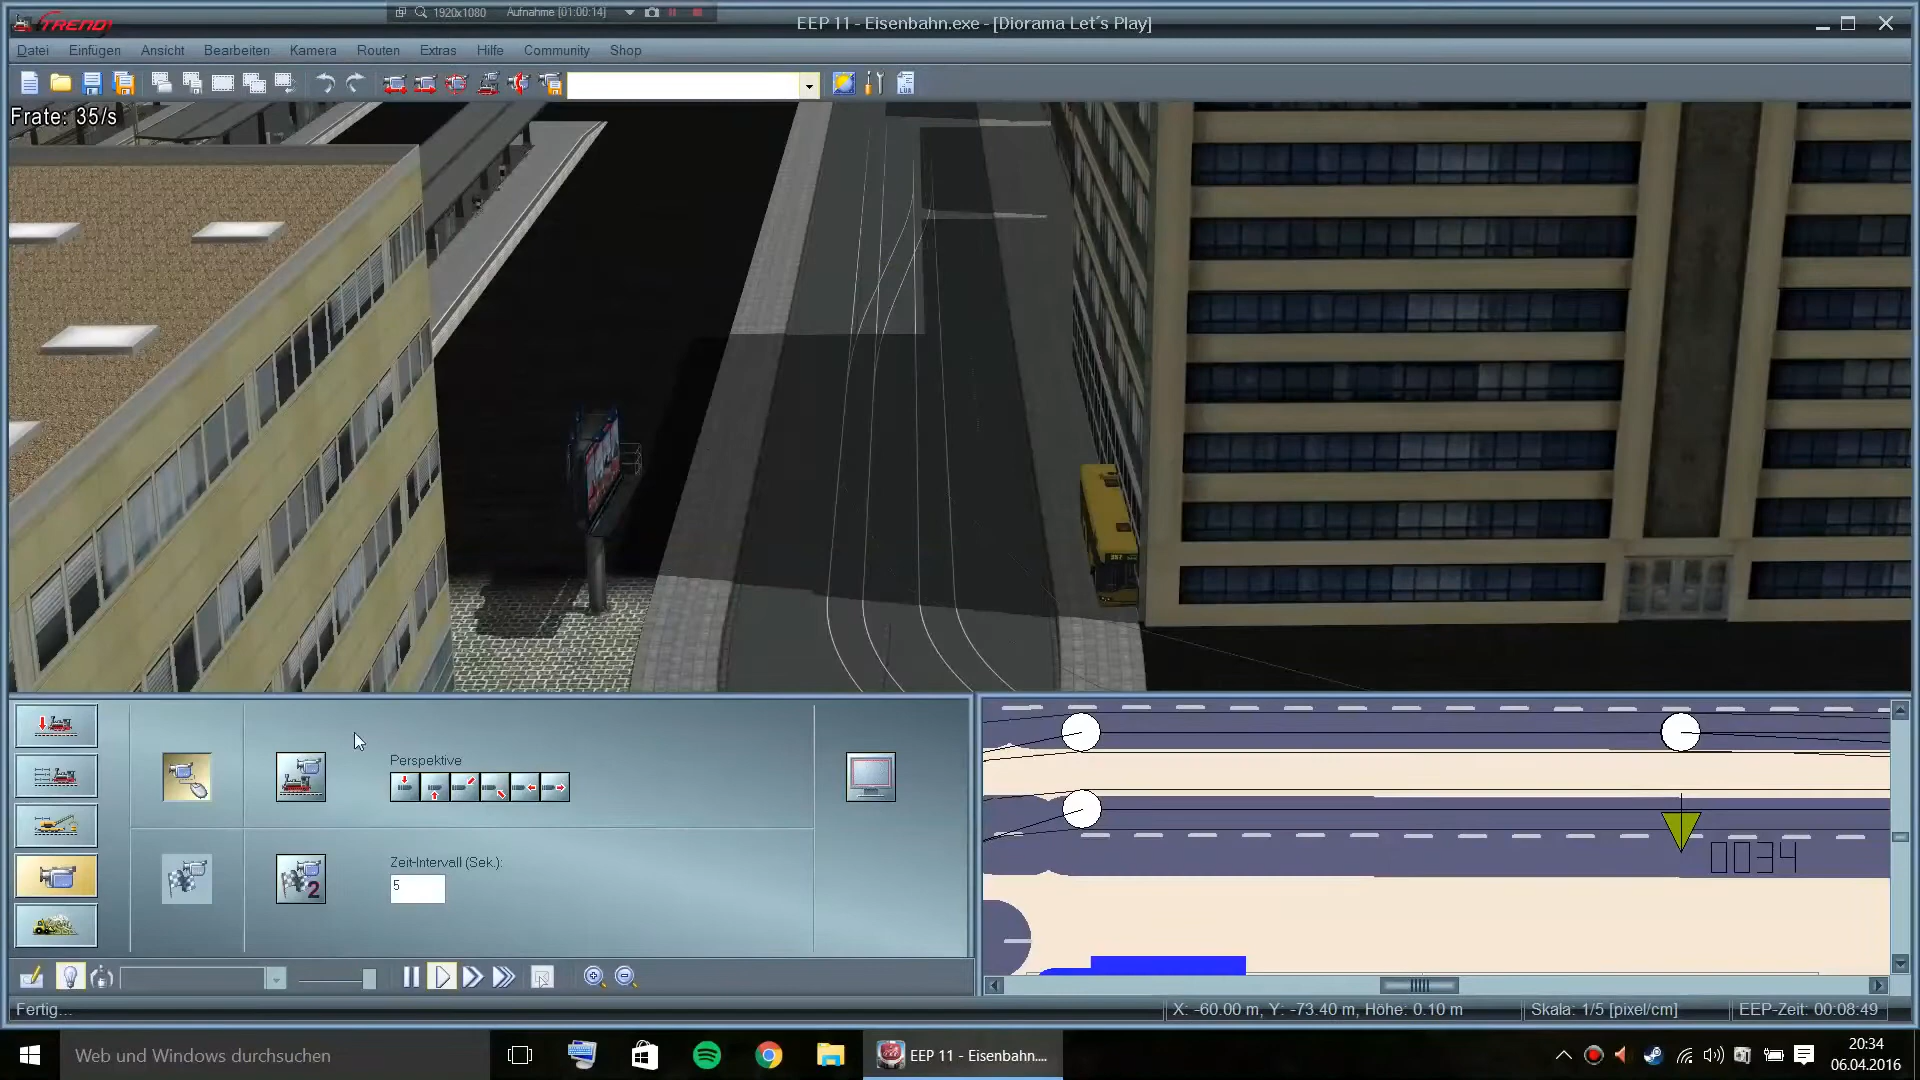 1920x1080 Aufnahme [01:00:14]
TREND
EEP 11 - Eisenbahn.exe - [Diorama Let´s Play]
Datei Einfügen Ansicht Bearbeiten Kamera Routen Extras Hilfe Community Shop
LUA
Frate: 35/s
Perspektive
Zeit-Intervall (Sek.):
2
5
0034
Fertig...
X: -60.00 m, Y: -73.40 m, Höhe: 0.10 m
Skala: 1/5 [pixel/cm]
EEP-Zeit: 00:08:49
Web und Windows durchsuchen
EEP 11 - Eisenbahn....
20:34
06.04.2016